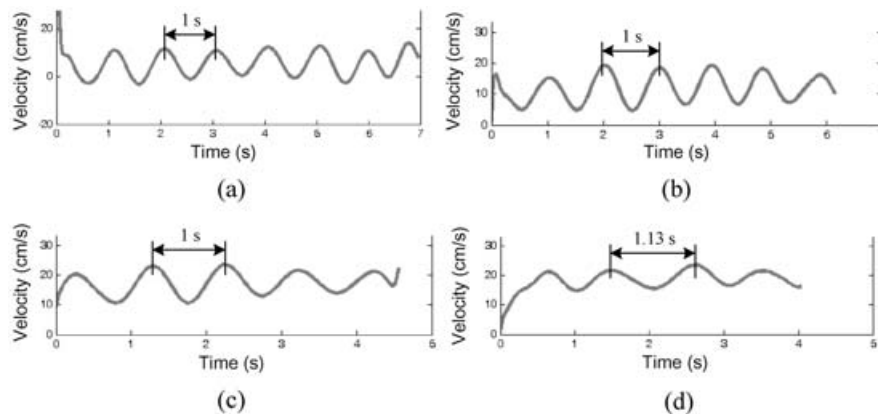 1 s
Velocity (cm/s)
20
0
-20
0 1 2 3 4 5 6 7
Time (s)
(a)
1 s
Velocity (cm/s)
30
20
10
0
0 1 2 3 4 5 6
Time (s)
(b)
1 s
Velocity (cm/s)
30
20
10
0
0 1 2 3 4 5
Time (s)
(c)
1.13 s
Velocity (cm/s)
30
20
10
0
0 1 2 3 4 5
Time (s)
(d)